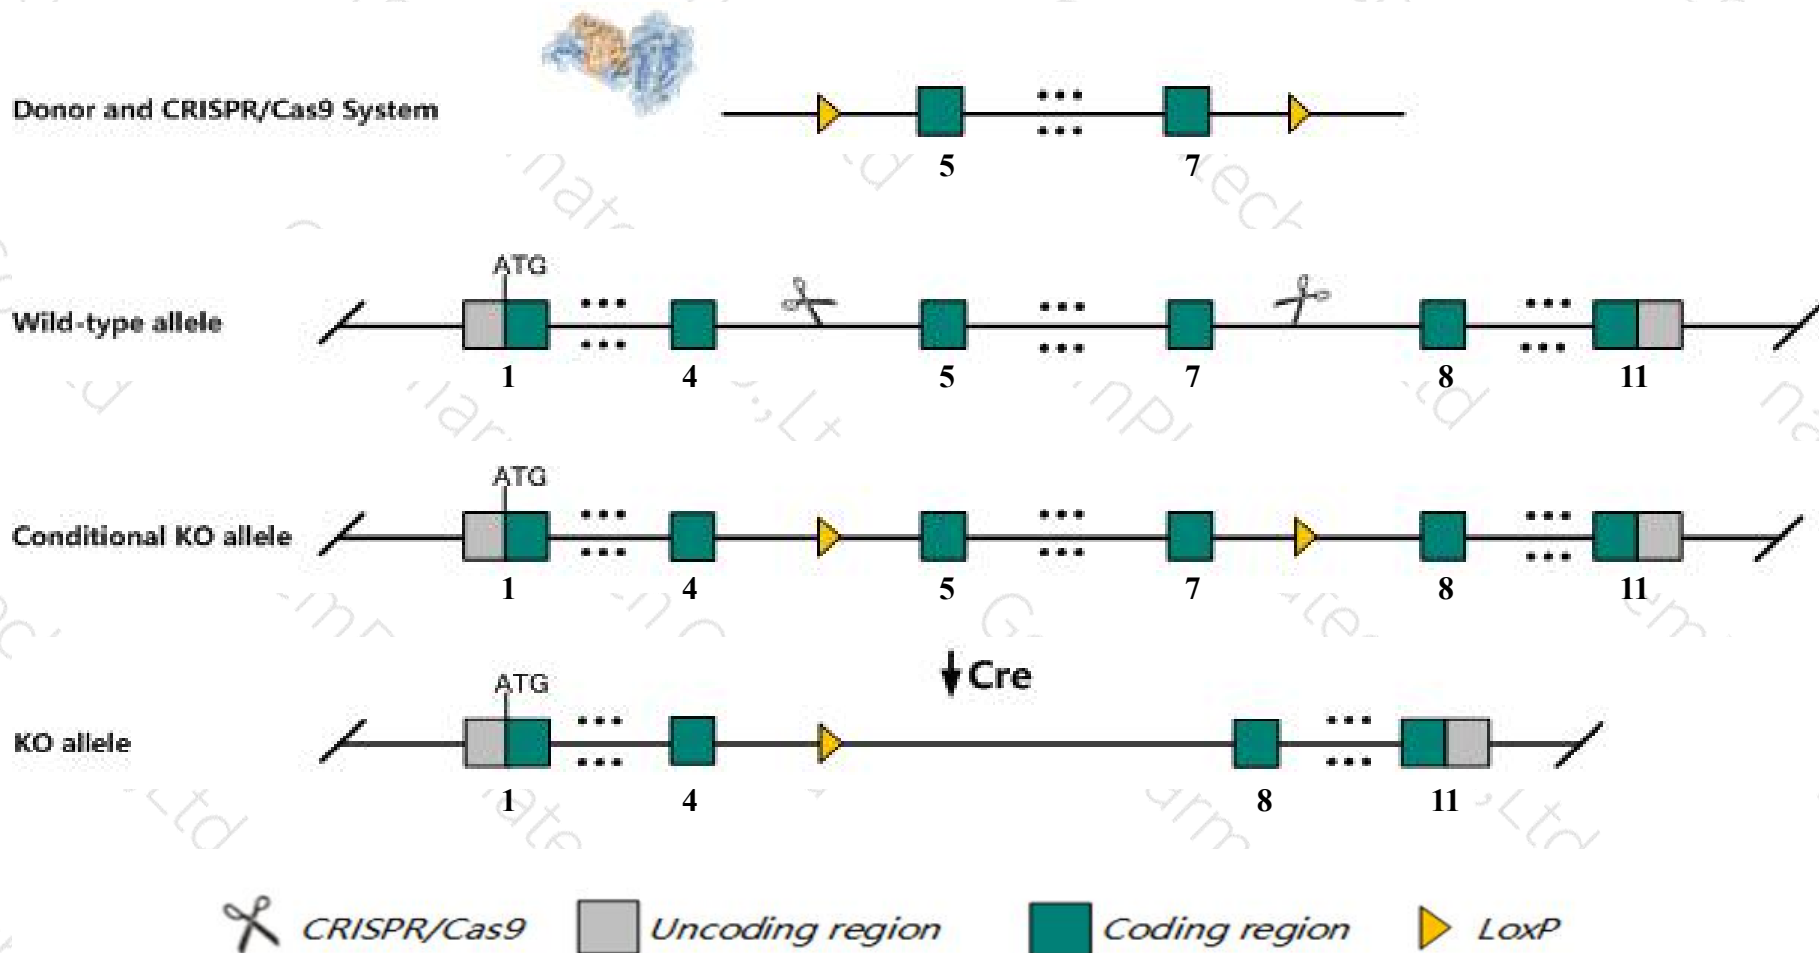 Donor and CRISPR/Cas9 System
5 7
ATG
Wild-type allele
1 4 5 7 8 11
ATG
Conditional KO allele
1 4 5 7 8 11
Cre
ATG
KO allele
1 4 8 11
CRISPR/Cas9 Uncoding region Coding region LoxP